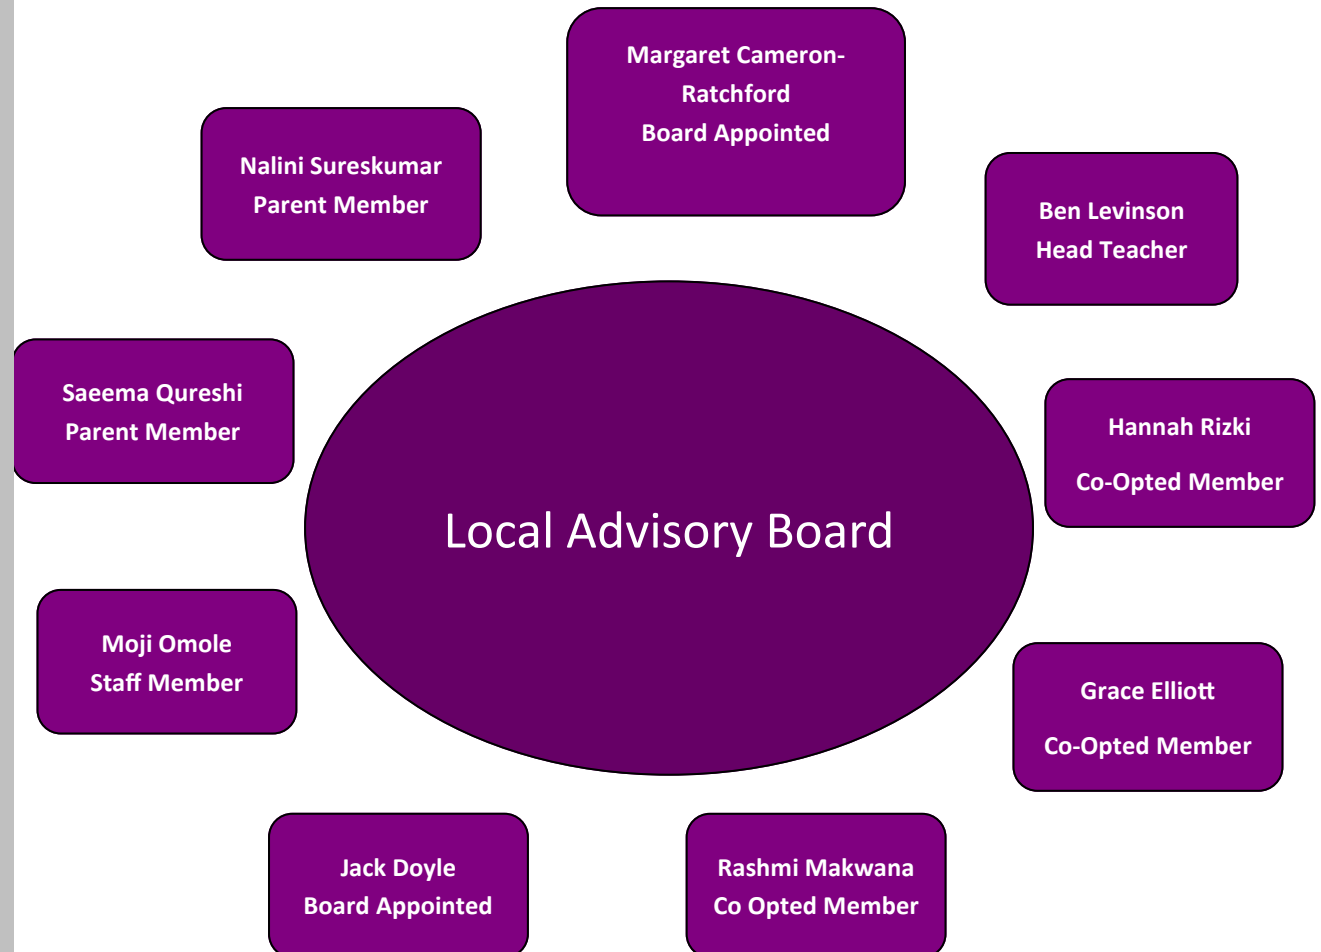 Margaret Cameron-
Ratchford
Board Appointed
Nalini Sureskumar
Parent Member
Ben Levinson
Head Teacher
Saeema Qureshi
Parent Member
Hannah Rizki
Co-Opted Member
Local Advisory Board
Moji Omole
Staff Member
Grace Elliott
Co-Opted Member
Jack Doyle
Board Appointed
Rashmi Makwana
Co Opted Member